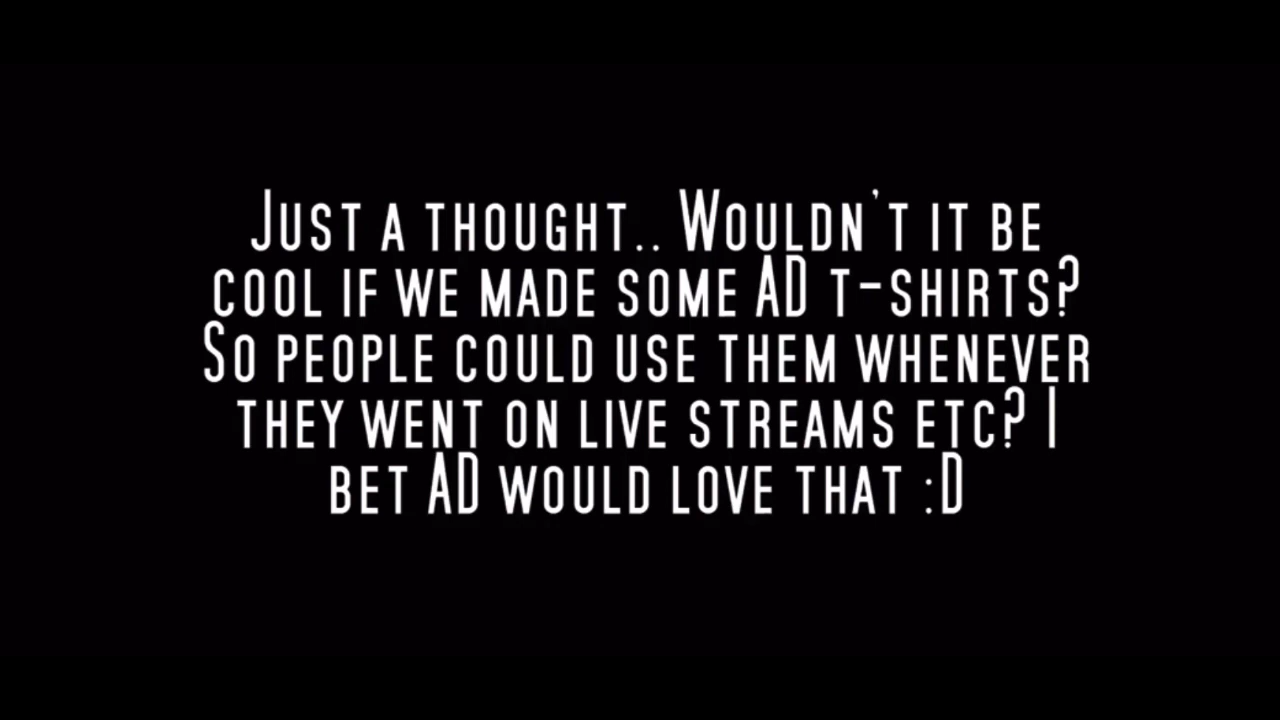 Just a thought.. Wouldn't it be
cool if we made some AD t-shirts?
So people could use them whenever
they went on live streams etc? I
bet AD would love that :D